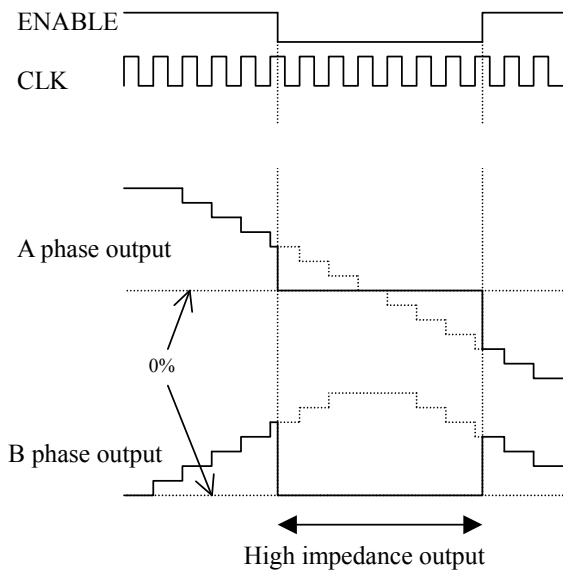 ENABLE
CLK
A phase output
0%
B phase output
High impedance output